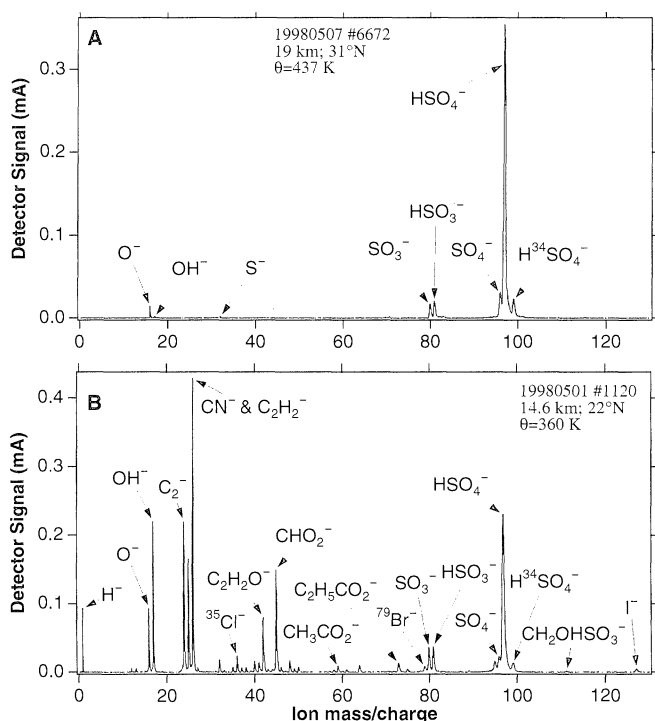 A
19980507 #6672
19 km; 31°N
θ=437 K
HSO₄⁻
HSO₃⁻
SO₃⁻
SO₄⁻
H³⁴SO₄⁻
O⁻
OH⁻
S⁻
Detector Signal (mA)
0.3
0.2
0.1
0.0
0 20 40 60 80 100 120
B
19980501 #1120
14.6 km; 22°N
θ=360 K
CN⁻ & C₂H₂⁻
OH⁻
C₂⁻
HSO₄⁻
O⁻
CHO₂⁻
H⁻
C₂H₂O⁻
C₂H₅CO₂⁻
SO₃⁻
HSO₃⁻
H³⁴SO₄⁻
³⁵Cl⁻
CH₃CO₂⁻
⁷⁹Br⁻
SO₄⁻
CH₂OHSO₃⁻
I⁻
Detector Signal (mA)
0.4
0.3
0.2
0.1
0.0
0 20 40 60 80 100 120
Ion mass/charge